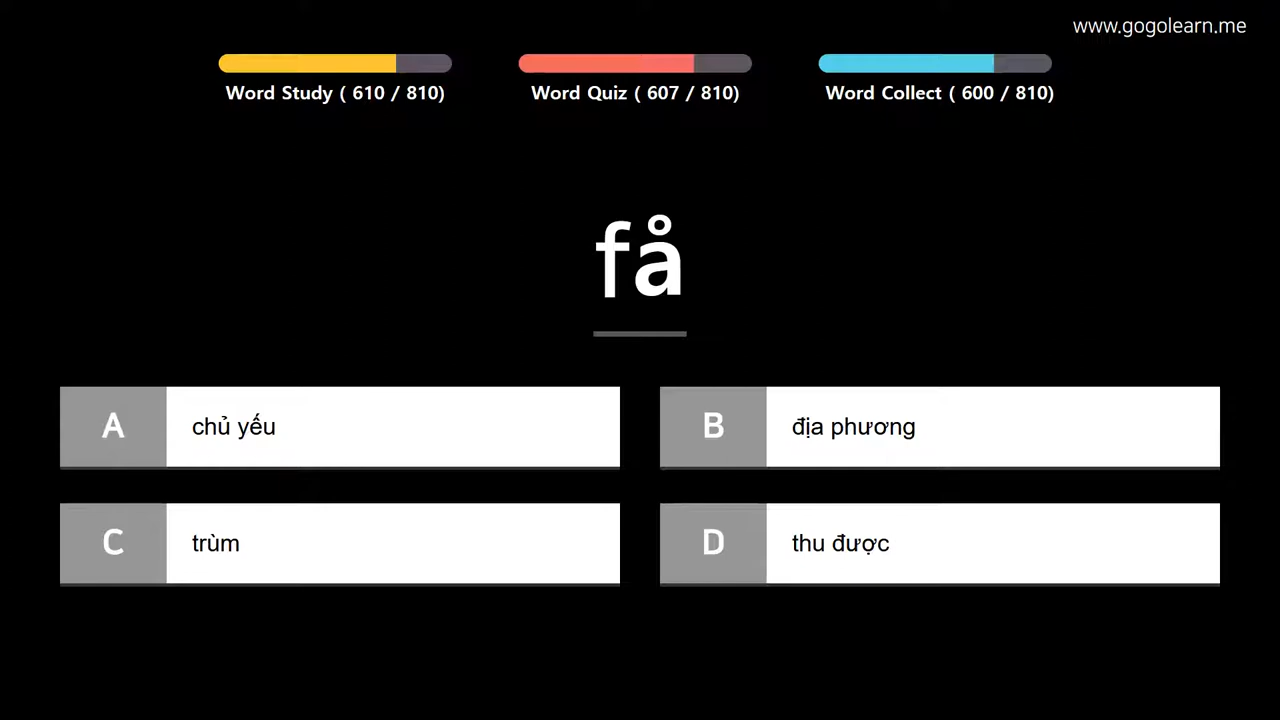 www.gogolearn.me
Word Study ( 610 / 810)
Word Quiz ( 607 / 810)
Word Collect ( 600 / 810)
få
A chủ yếu
B địa phương
C trùm
D thu được